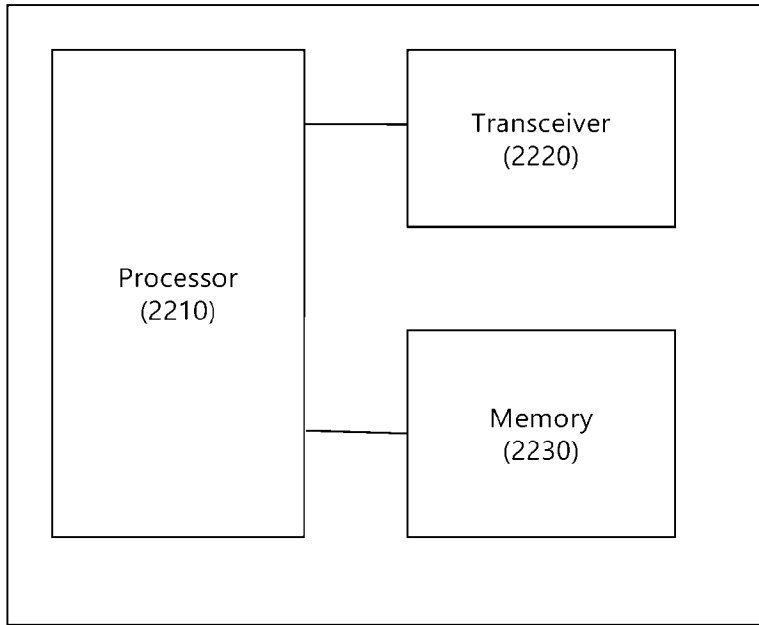 Transceiver
(2220)
Processor
(2210)
Memory
(2230)